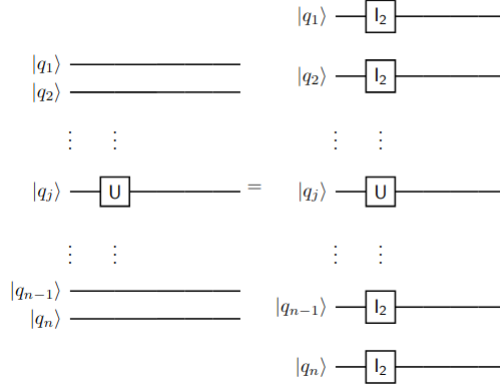 |q₁⟩
|q₂⟩
⋮ ⋮
|qⱼ⟩ U
⋮ ⋮
|qₙ₋₁⟩
|qₙ⟩
=
|q₁⟩ I₂
|q₂⟩ I₂
⋮ ⋮
|qⱼ⟩ U
⋮ ⋮
|qₙ₋₁⟩ I₂
|qₙ⟩ I₂